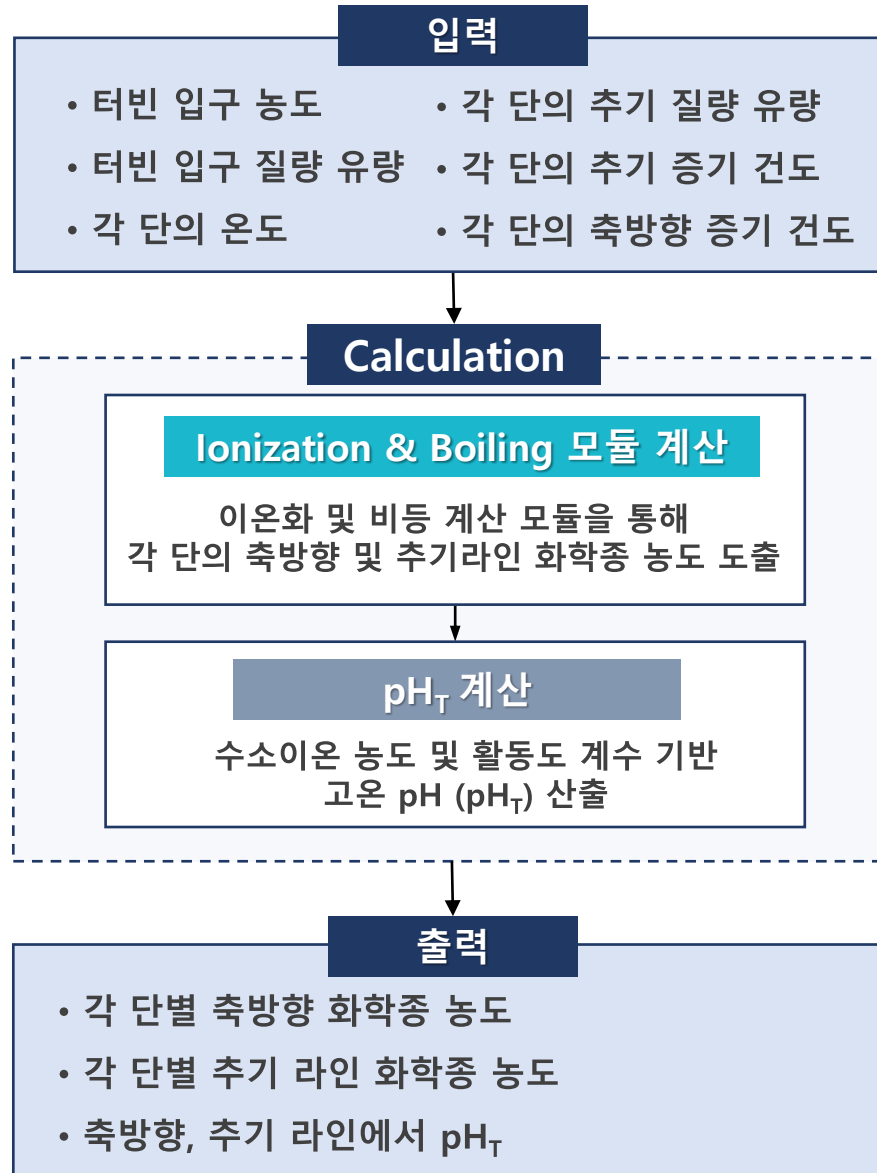 입력
• 터빈 입구 농도
• 터빈 입구 질량 유량
• 각 단의 온도
• 각 단의 추기 질량 유량
• 각 단의 추기 증기 건도
• 각 단의 축방향 증기 건도
Calculation
Ionization & Boiling 모듈 계산
이온화 및 비등 계산 모듈을 통해
각 단의 축방향 및 추기라인 화학종 농도 도출
pH_T 계산
수소이온 농도 및 활동도 계수 기반
고온 pH (pH_T) 산출
출력
• 각 단별 축방향 화학종 농도
• 각 단별 추기 라인 화학종 농도
• 축방향, 추기 라인에서 pH_T